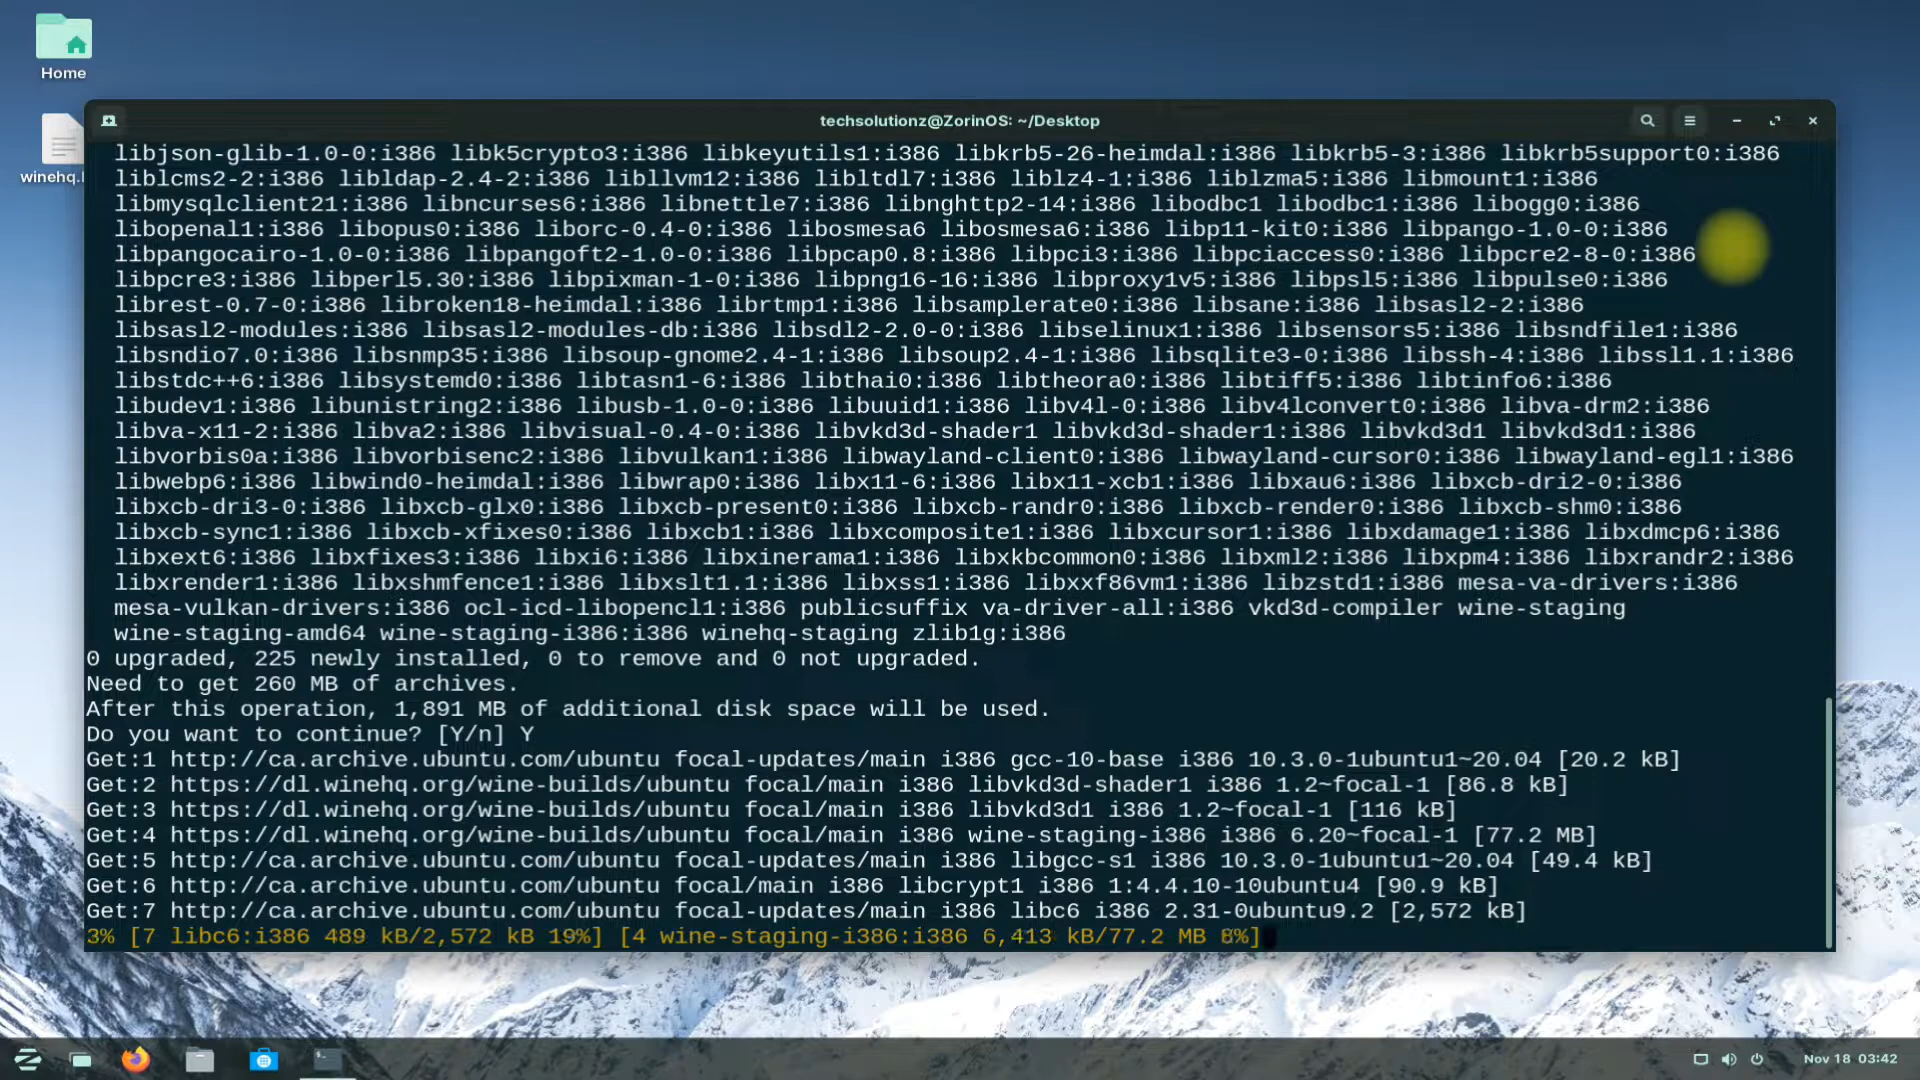 Home
winehq.
techsolutionz@ZorinOS: ~/Desktop
libjson-glib-1.0-0:i386 libk5crypto3:i386 libkeyutils1:i386 libkrb5-26-heimdal:i386 libkrb5-3:i386 libkrb5support0:i386
liblcms2-2:i386 libldap-2.4-2:i386 libllvm12:i386 libltdl7:i386 liblz4-1:i386 liblzma5:i386 libmount1:i386
libmysqlclient21:i386 libncurses6:i386 libnettle7:i386 libnghttp2-14:i386 libodbc1 libodbc1:i386 libogg0:i386
libopenal1:i386 libopus0:i386 liborc-0.4-0:i386 libosmesa6 libosmesa6:i386 libp11-kit0:i386 libpango-1.0-0:i386
libpangocairo-1.0-0:i386 libpangoft2-1.0-0:i386 libpcap0.8:i386 libpci3:i386 libpciaccess0:i386 libpcre2-8-0:i386
libpcre3:i386 libperl5.30:i386 libpixman-1-0:i386 libpng16-16:i386 libproxy1v5:i386 libpsl5:i386 libpulse0:i386
librest-0.7-0:i386 libroken18-heimdal:i386 librtmp1:i386 libsamplerate0:i386 libsane:i386 libsasl2-2:i386
libsasl2-modules:i386 libsasl2-modules-db:i386 libsdl2-2.0-0:i386 libselinux1:i386 libsensors5:i386 libsndfile1:i386
libsndio7.0:i386 libsnmp35:i386 libsoup-gnome2.4-1:i386 libsoup2.4-1:i386 libsqlite3-0:i386 libssh-4:i386 libssl1.1:i386
libstdc++6:i386 libsystemd0:i386 libtasn1-6:i386 libthai0:i386 libtheora0:i386 libtiff5:i386 libtinfo6:i386
libudev1:i386 libunistring2:i386 libusb-1.0-0:i386 libuuid1:i386 libv4l-0:i386 libv4lconvert0:i386 libva-drm2:i386
libva-x11-2:i386 libva2:i386 libvisual-0.4-0:i386 libvkd3d-shader1 libvkd3d-shader1:i386 libvkd3d1 libvkd3d1:i386
libvorbis0a:i386 libvorbisenc2:i386 libvulkan1:i386 libwayland-client0:i386 libwayland-cursor0:i386 libwayland-egl1:i386
libwebp6:i386 libwind0-heimdal:i386 libwrap0:i386 libx11-6:i386 libx11-xcb1:i386 libxau6:i386 libxcb-dri2-0:i386
libxcb-dri3-0:i386 libxcb-glx0:i386 libxcb-present0:i386 libxcb-randr0:i386 libxcb-render0:i386 libxcb-shm0:i386
libxcb-sync1:i386 libxcb-xfixes0:i386 libxcb1:i386 libxcomposite1:i386 libxcursor1:i386 libxdamage1:i386 libxdmcp6:i386
libxext6:i386 libxfixes3:i386 libxi6:i386 libxinerama1:i386 libxkbcommon0:i386 libxml2:i386 libxpm4:i386 libxrandr2:i386
libxrender1:i386 libxshmfence1:i386 libxslt1.1:i386 libxss1:i386 libxxf86vm1:i386 libzstd1:i386 mesa-va-drivers:i386
mesa-vulkan-drivers:i386 ocl-icd-libopencl1:i386 publicsuffix va-driver-all:i386 vkd3d-compiler wine-staging
wine-staging-amd64 wine-staging-i386:i386 winehq-staging zlib1g:i386
0 upgraded, 225 newly installed, 0 to remove and 0 not upgraded.
Need to get 260 MB of archives.
After this operation, 1,891 MB of additional disk space will be used.
Do you want to continue? [Y/n] Y
Get:1 http://ca.archive.ubuntu.com/ubuntu focal-updates/main i386 gcc-10-base i386 10.3.0-1ubuntu1~20.04 [20.2 kB]
Get:2 https://dl.winehq.org/wine-builds/ubuntu focal/main i386 libvkd3d-shader1 i386 1.2~focal-1 [86.8 kB]
Get:3 https://dl.winehq.org/wine-builds/ubuntu focal/main i386 libvkd3d1 i386 1.2~focal-1 [116 kB]
Get:4 https://dl.winehq.org/wine-builds/ubuntu focal/main i386 wine-staging-i386 i386 6.20~focal-1 [77.2 MB]
Get:5 http://ca.archive.ubuntu.com/ubuntu focal-updates/main i386 libgcc-s1 i386 10.3.0-1ubuntu1~20.04 [49.4 kB]
Get:6 http://ca.archive.ubuntu.com/ubuntu focal/main i386 libcrypt1 i386 1:4.4.10-10ubuntu4 [90.9 kB]
Get:7 http://ca.archive.ubuntu.com/ubuntu focal-updates/main i386 libc6 i386 2.31-0ubuntu9.2 [2,572 kB]
3% [7 libc6:i386 489 kB/2,572 kB 19%] [4 wine-staging-i386:i386 6,413 kB/77.2 MB 8%]
Nov 18 03:42